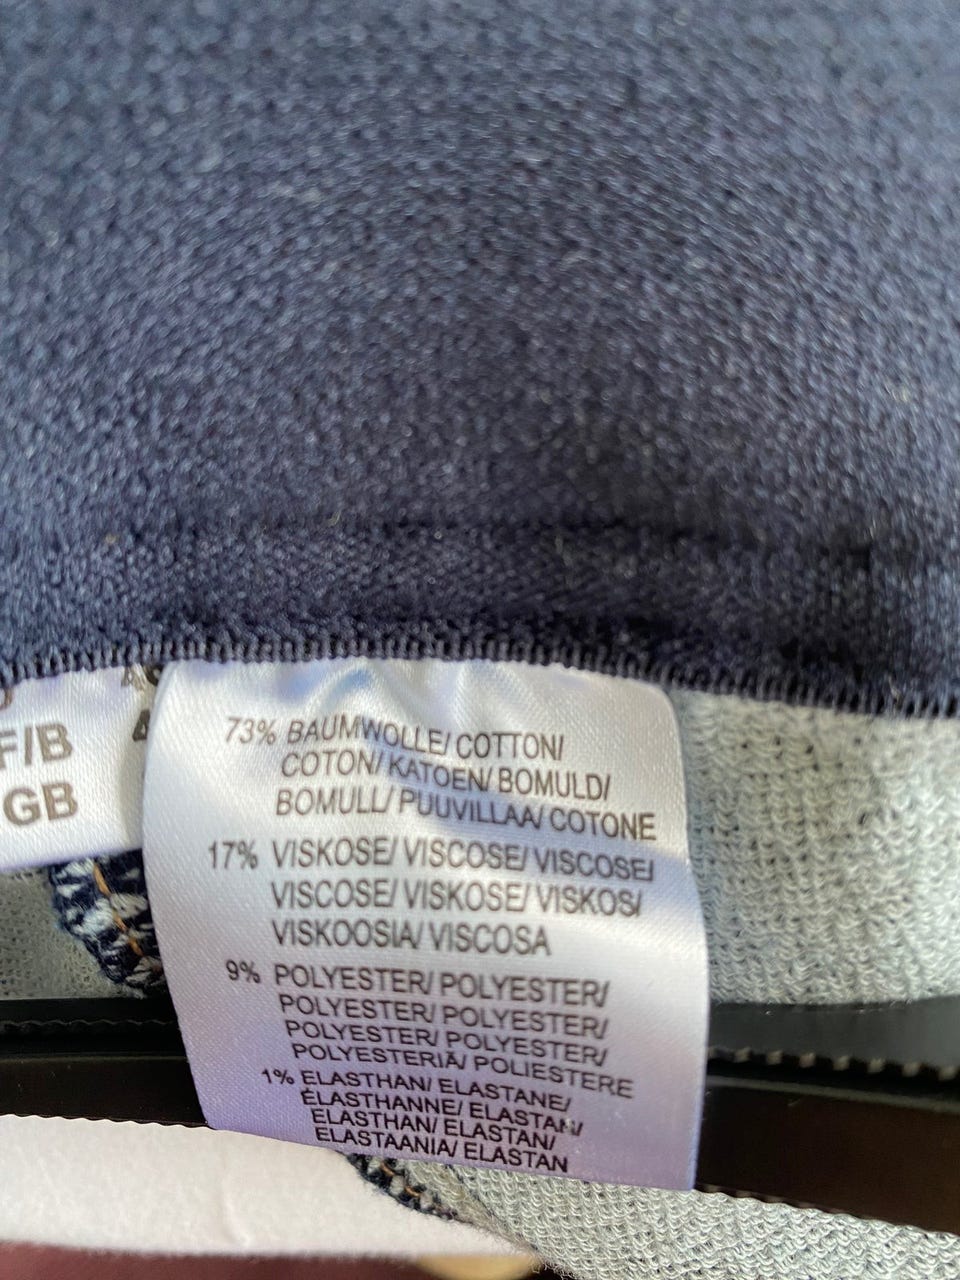 F/B
GB
73% BAUMWOLLE/ COTTON/
COTON/ KATOEN/ BOMULD/
BOMULL/ PUUVILLAA/ COTONE
17% VISKOSE/ VISCOSE/ VISCOSE/
VISCOSE/ VISKOSE/ VISKOS/
VISKOOSIA/ VISCOSA
9% POLYESTER/ POLYESTER/
POLYESTER/ POLYESTER/
POLYESTER/ POLYESTER/
POLYESTERIÄ/ POLIESTERE
1% ELASTHAN/ ELASTANE/
ÉLASTHANNE/ ELASTAN/
ELASTHAN/ ELASTAN/
ELASTAANIA/ ELASTAN